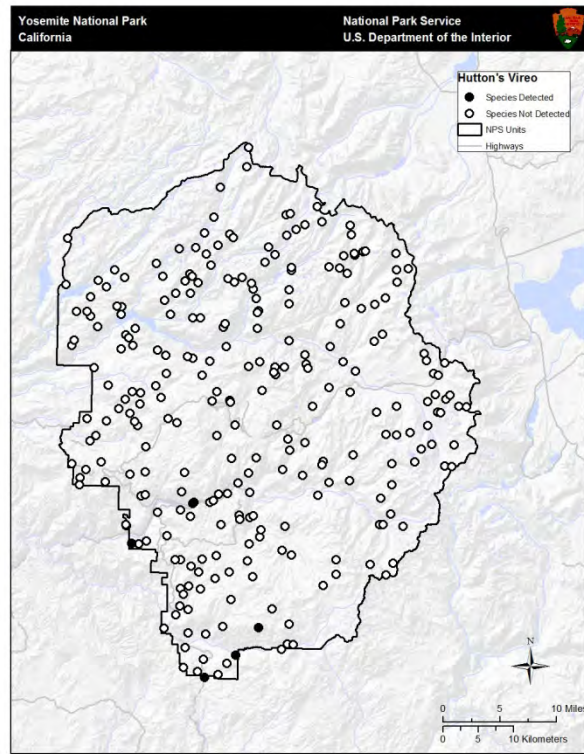 Yosemite National Park
California
National Park Service
U.S. Department of the Interior
Hutton's Vireo
Species Detected
Species Not Detected
NPS Units
Highways
N
0 5 10 Miles
0 5 10 Kilometers